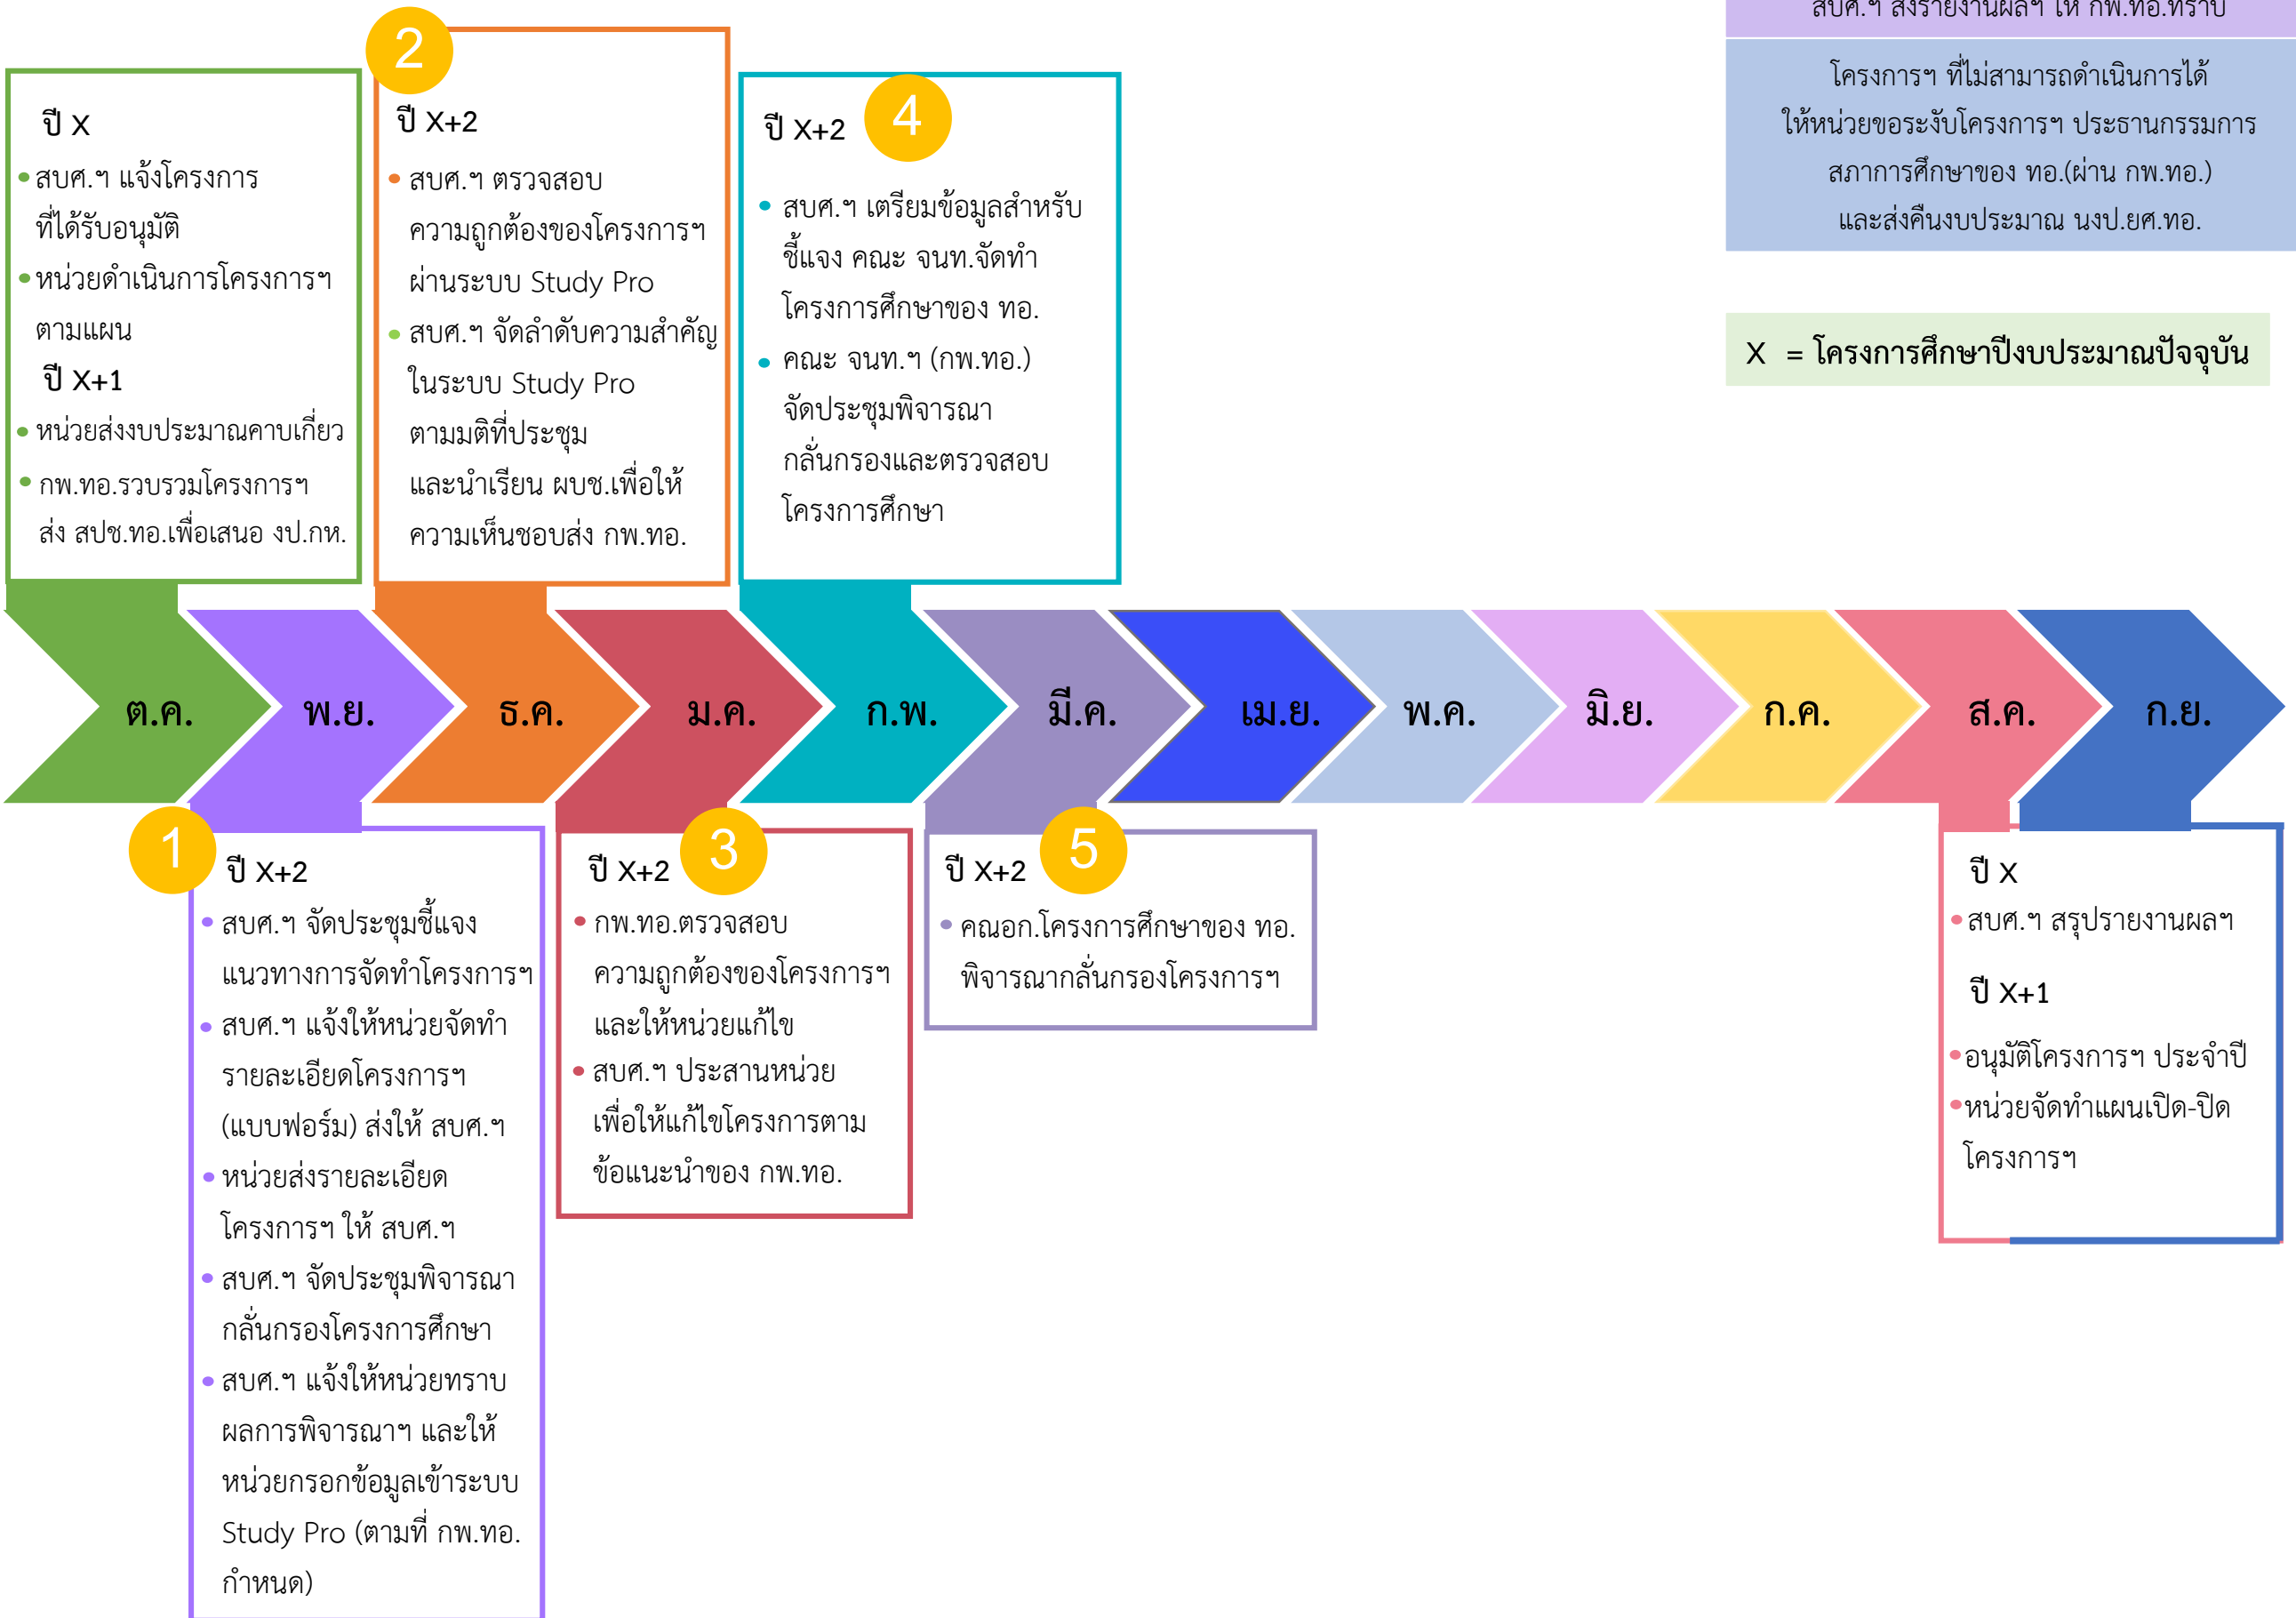 สบศ.ฯ ส่งรายงานผลฯ ให้ กพ.ทอ.ทราบ
โครงการฯ ที่ไม่สามารถดำเนินการได้
ให้หน่วยขอระงับโครงการฯ ประธานกรรมการ
สภาการศึกษาของ ทอ.(ผ่าน กพ.ทอ.)
และส่งคืนงบประมาณ นงป.ยศ.ทอ.
X = โครงการศึกษาปีงบประมาณปัจจุบัน
ปี X
สบศ.ฯ แจ้งโครงการ
ที่ได้รับอนุมัติ
หน่วยดำเนินการโครงการฯ
ตามแผน
ปี X+1
หน่วยส่งงบประมาณคาบเกี่ยว
กพ.ทอ.รวบรวมโครงการฯ
ส่ง สปช.ทอ.เพื่อเสนอ งป.กห.
2
ปี X+2
สบศ.ฯ ตรวจสอบ
ความถูกต้องของโครงการฯ
ผ่านระบบ Study Pro
สบศ.ฯ จัดลำดับความสำคัญ
ในระบบ Study Pro
ตามมติที่ประชุม
และนำเรียน ผบช.เพื่อให้
ความเห็นชอบส่ง กพ.ทอ.
4
ปี X+2
สบศ.ฯ เตรียมข้อมูลสำหรับ
ชี้แจง คณะ จนท.จัดทำ
โครงการศึกษาของ ทอ.
คณะ จนท.ฯ (กพ.ทอ.)
จัดประชุมพิจารณา
กลั่นกรองและตรวจสอบ
โครงการศึกษา
ต.ค.
พ.ย.
ธ.ค.
ม.ค.
ก.พ.
มี.ค.
เม.ย.
พ.ค.
มิ.ย.
ก.ค.
ส.ค.
ก.ย.
1
ปี X+2
สบศ.ฯ จัดประชุมชี้แจง
แนวทางการจัดทำโครงการฯ
สบศ.ฯ แจ้งให้หน่วยจัดทำ
รายละเอียดโครงการฯ
(แบบฟอร์ม) ส่งให้ สบศ.ฯ
หน่วยส่งรายละเอียด
โครงการฯ ให้ สบศ.ฯ
สบศ.ฯ จัดประชุมพิจารณา
กลั่นกรองโครงการศึกษา
สบศ.ฯ แจ้งให้หน่วยทราบ
ผลการพิจารณาฯ และให้
หน่วยกรอกข้อมูลเข้าระบบ
Study Pro (ตามที่ กพ.ทอ.
กำหนด)
3
ปี X+2
กพ.ทอ.ตรวจสอบ
ความถูกต้องของโครงการฯ
และให้หน่วยแก้ไข
สบศ.ฯ ประสานหน่วย
เพื่อให้แก้ไขโครงการตาม
ข้อแนะนำของ กพ.ทอ.
5
ปี X+2
คณอก.โครงการศึกษาของ ทอ.
พิจารณากลั่นกรองโครงการฯ
ปี X
สบศ.ฯ สรุปรายงานผลฯ
ปี X+1
อนุมัติโครงการฯ ประจำปี
หน่วยจัดทำแผนเปิด-ปิด
โครงการฯ